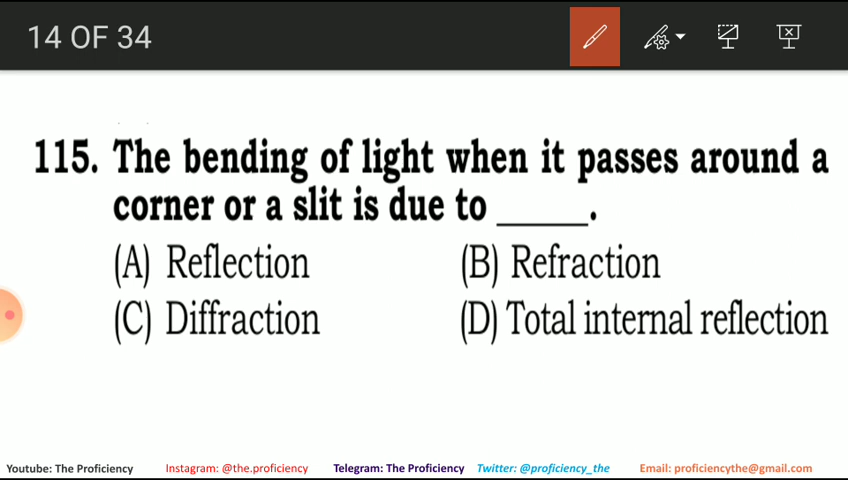 14 OF 34
115. The bending of light when it passes around a
corner or a slit is due to ______.
(A) Reflection (B) Refraction
(C) Diffraction (D) Total internal reflection
Youtube: The Proficiency Instagram: @the.proficiency Telegram: The Proficiency Twitter: @proficiency_the Email: proficiencythe@gmail.com